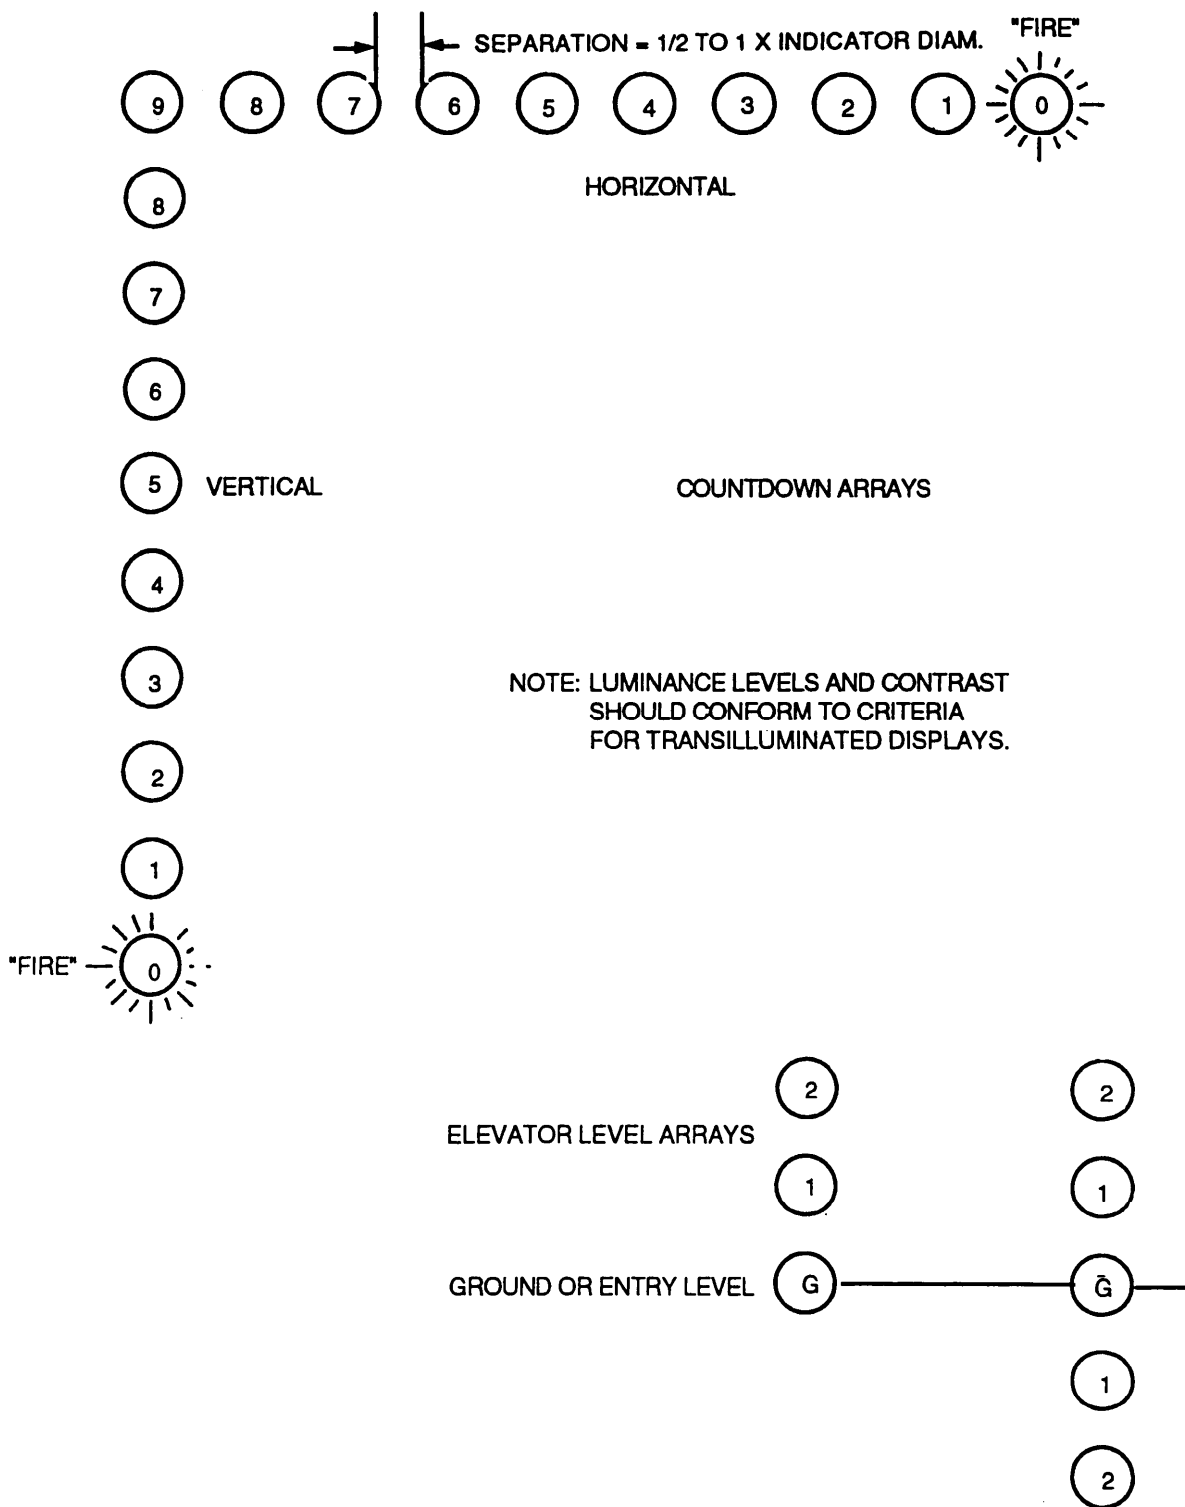 "FIRE"
SEPARATION = 1/2 TO 1 X INDICATOR DIAM.
9 8 7 6 5 4 3 2 1 0
HORIZONTAL
8
7
6
5 VERTICAL COUNTDOWN ARRAYS
4
NOTE: LUMINANCE LEVELS AND CONTRAST
3
SHOULD CONFORM TO CRITERIA
FOR TRANSILLUMINATED DISPLAYS.
2
1
"FIRE" 0
2 2
ELEVATOR LEVEL ARRAYS
1 1
GROUND OR ENTRY LEVEL G G
1
2